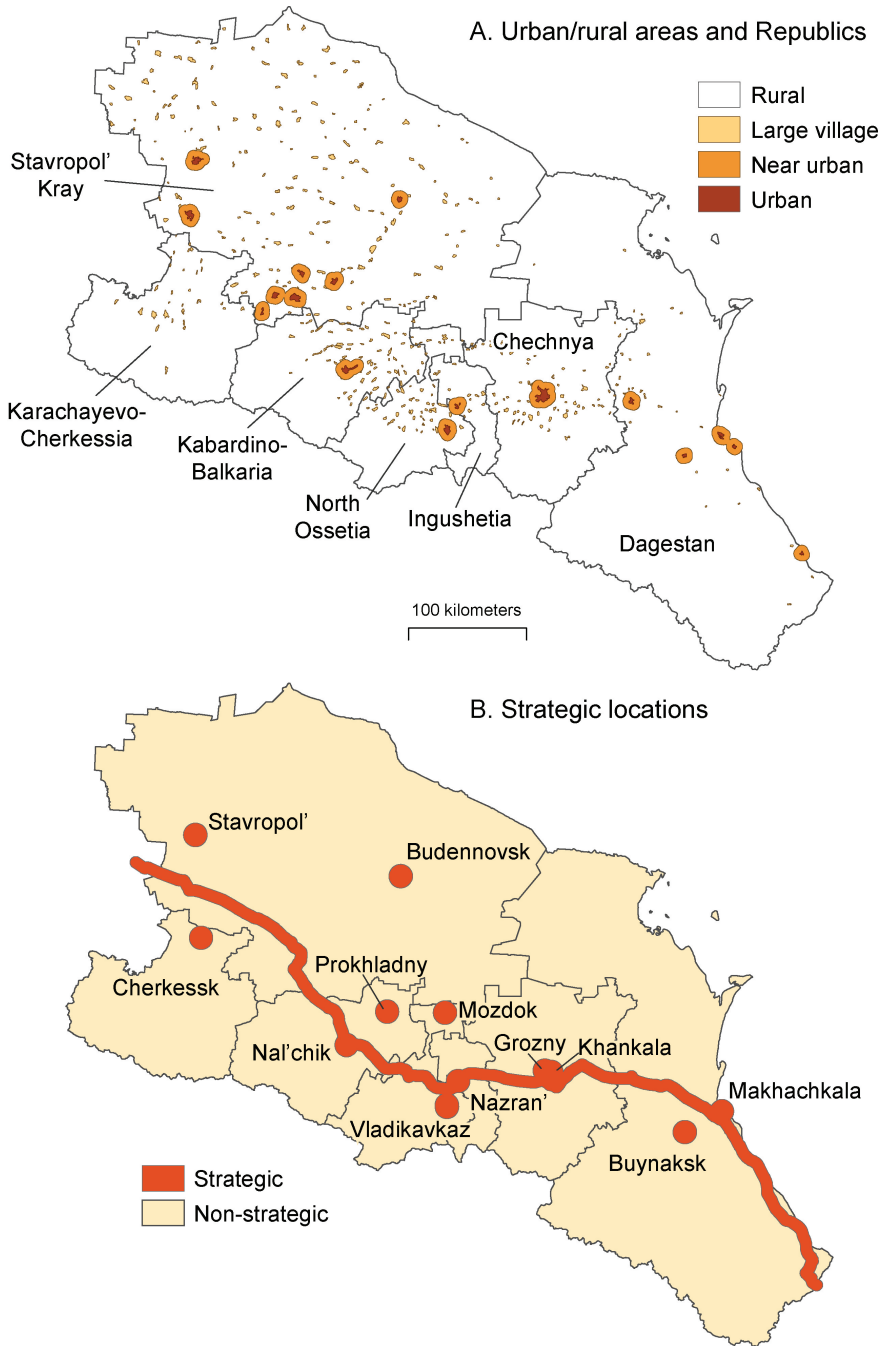 A. Urban/rural areas and Republics
Rural
Large village
Near urban
Urban
Stavropol’
Kray
Chechnya
Karachayevo-
Cherkessia
Kabardino-
Balkaria
North
Ossetia
Ingushetia
Dagestan
100 kilometers
B. Strategic locations
Stavropol’
Budennovsk
Prokhladny
Cherkessk
Mozdok
Grozny
Khankala
Nal’chik
Makhachkala
Nazran’
Vladikavkaz
Buynaksk
Strategic
Non-strategic